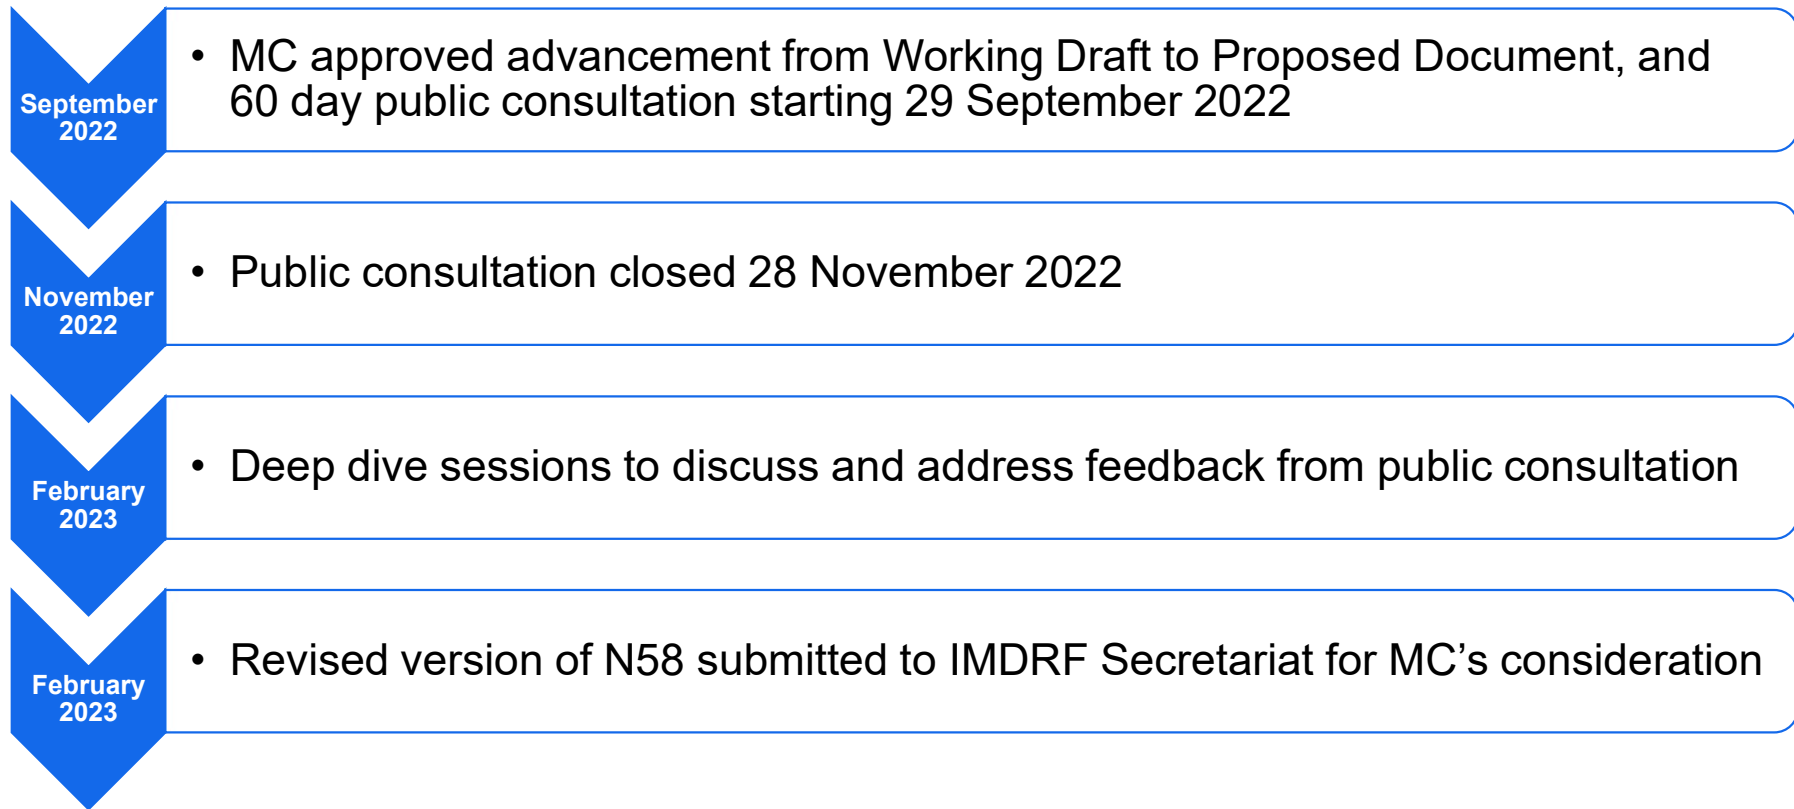 September
2022
• MC approved advancement from Working Draft to Proposed Document, and
60 day public consultation starting 29 September 2022
November
2022
• Public consultation closed 28 November 2022
February
2023
• Deep dive sessions to discuss and address feedback from public consultation
February
2023
• Revised version of N58 submitted to IMDRF Secretariat for MC’s consideration